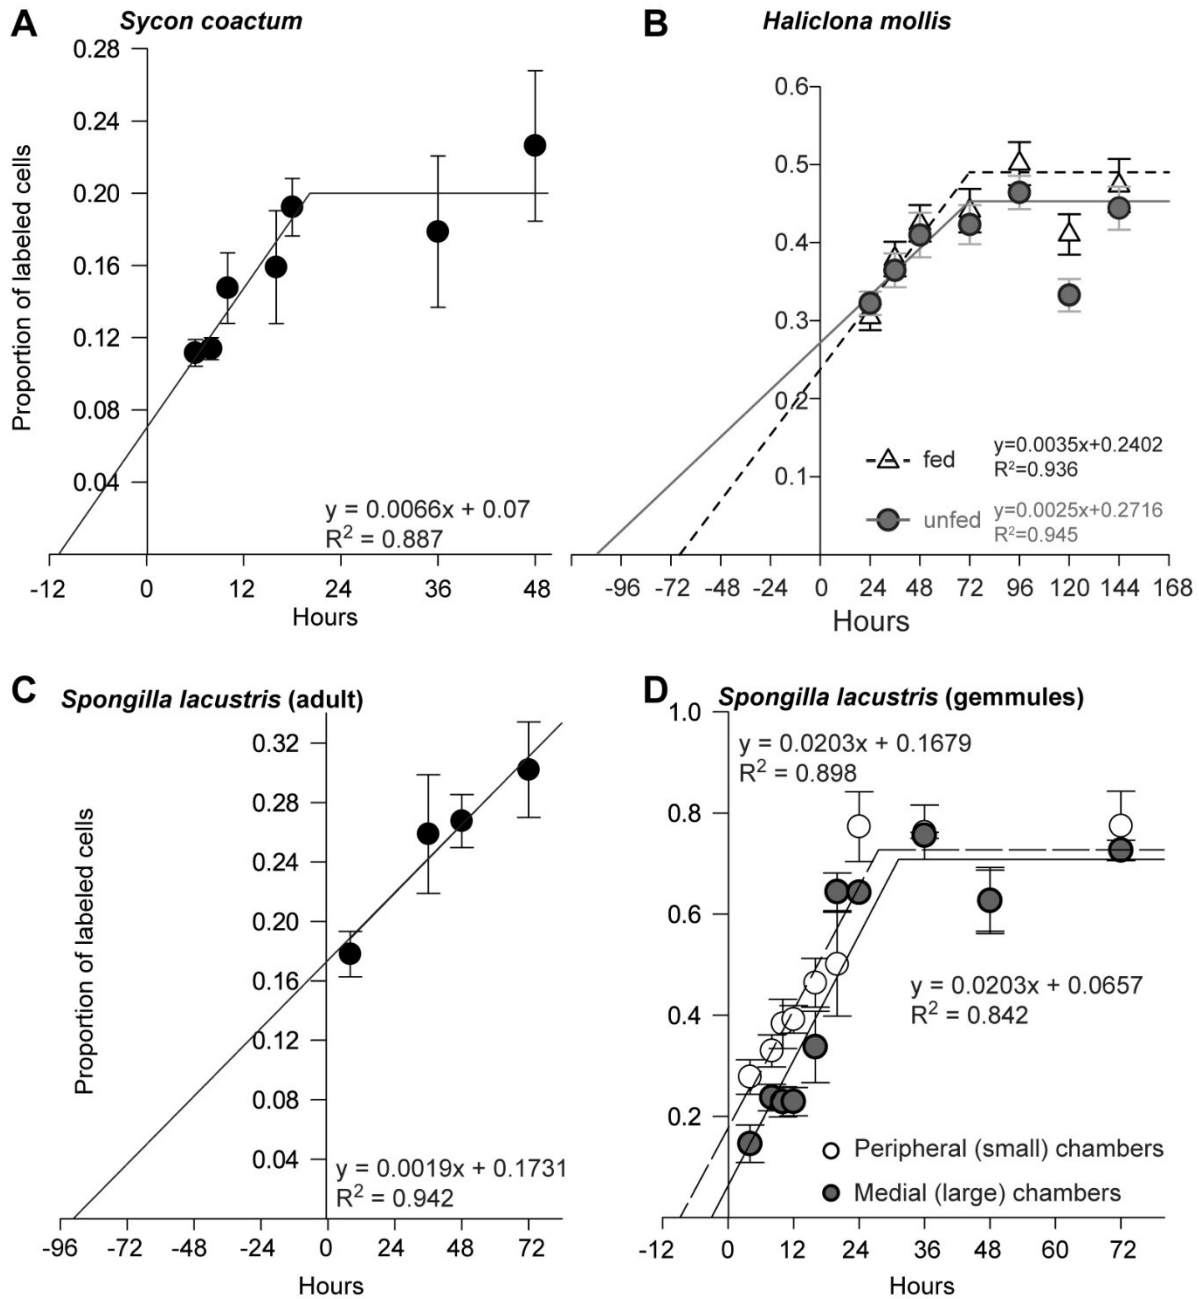 A
Sycon coactum
0.28
0.24
0.20
0.16
0.12
0.08
0.04
Proportion of labeled cells
y = 0.0066x + 0.07
R² = 0.887
-12 0 12 24 36 48
Hours
B
Haliclona mollis
0.6
0.5
0.4
0.3
0.2
0.1
fed
y=0.0035x+0.2402
R²=0.936
unfed
y=0.0025x+0.2716
R²=0.945
-96 -72 -48 -24 0 24 48 72 96 120 144 168
Hours
C
Spongilla lacustris (adult)
0.32
0.28
0.24
0.20
0.16
0.12
0.08
0.04
Proportion of labeled cells
y = 0.0019x + 0.1731
R² = 0.942
-96 -72 -48 -24 0 24 48 72
Hours
D
Spongilla lacustris (gemmules)
1.0
0.8
0.6
0.4
0.2
y = 0.0203x + 0.1679
R² = 0.898
y = 0.0203x + 0.0657
R² = 0.842
Peripheral (small) chambers
Medial (large) chambers
-12 0 12 24 36 48 60 72
Hours